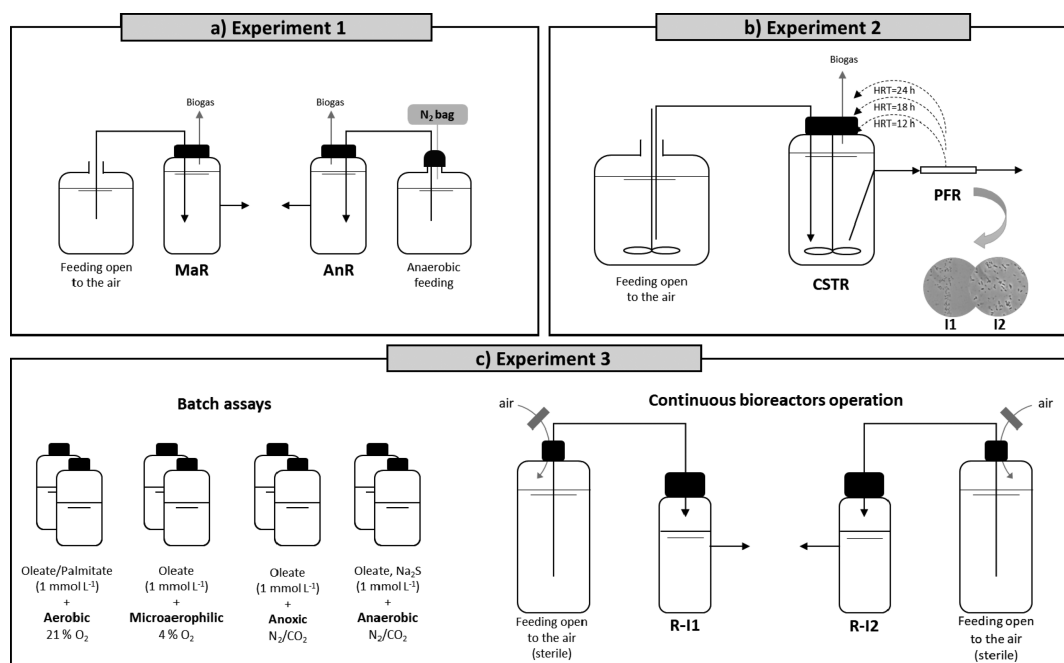 a) Experiment 1
Biogas
Biogas
N₂ bag
Feeding open
to the air
MaR
AnR
Anaerobic
feeding
b) Experiment 2
Biogas
HRT=24 h
HRT=18 h
HRT=12 h
PFR
Feeding open
to the air
CSTR
I1
I2
c) Experiment 3
Batch assays
Oleate/Palmitate
(1 mmol L⁻¹)
+
Aerobic
21 % O₂
Oleate
(1 mmol L⁻¹)
+
Microaerophilic
4 % O₂
Oleate
(1 mmol L⁻¹)
+
Anoxic
N₂/CO₂
Oleate, Na₂S
(1 mmol L⁻¹)
+
Anaerobic
N₂/CO₂
Continuous bioreactors operation
air
air
Feeding open
to the air
(sterile)
R-I1
R-I2
Feeding open
to the air
(sterile)